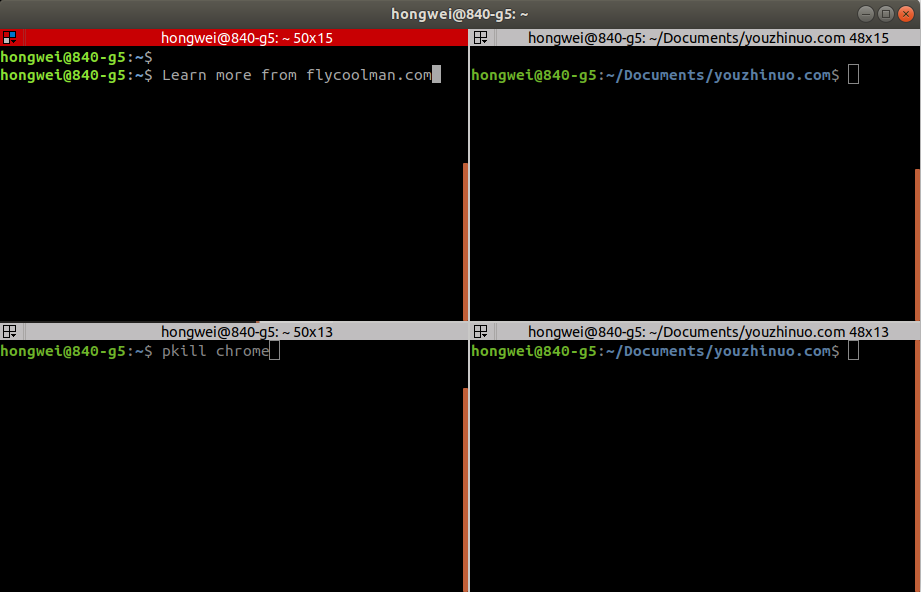 hongwei@840-g5: ~
hongwei@840-g5: ~ 50x15
hongwei@840-g5:~$
hongwei@840-g5:~$ Learn more from flycoolman.com
hongwei@840-g5: ~/Documents/youzhinuo.com 48x15
hongwei@840-g5:~/Documents/youzhinuo.com$
hongwei@840-g5: ~ 50x13
hongwei@840-g5:~$ pkill chrome
hongwei@840-g5: ~/Documents/youzhinuo.com 48x13
hongwei@840-g5:~/Documents/youzhinuo.com$